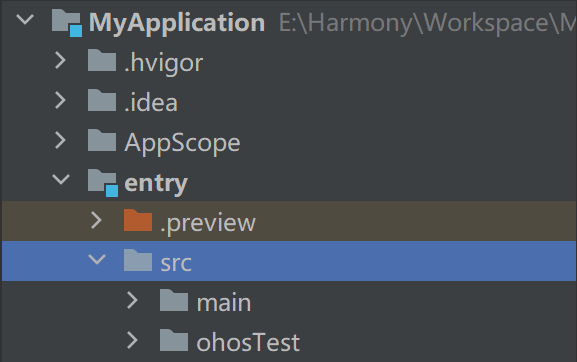 MyApplication E:\Harmony\Workspace\M
.hvigor
.idea
AppScope
entry
.preview
src
main
ohosTest